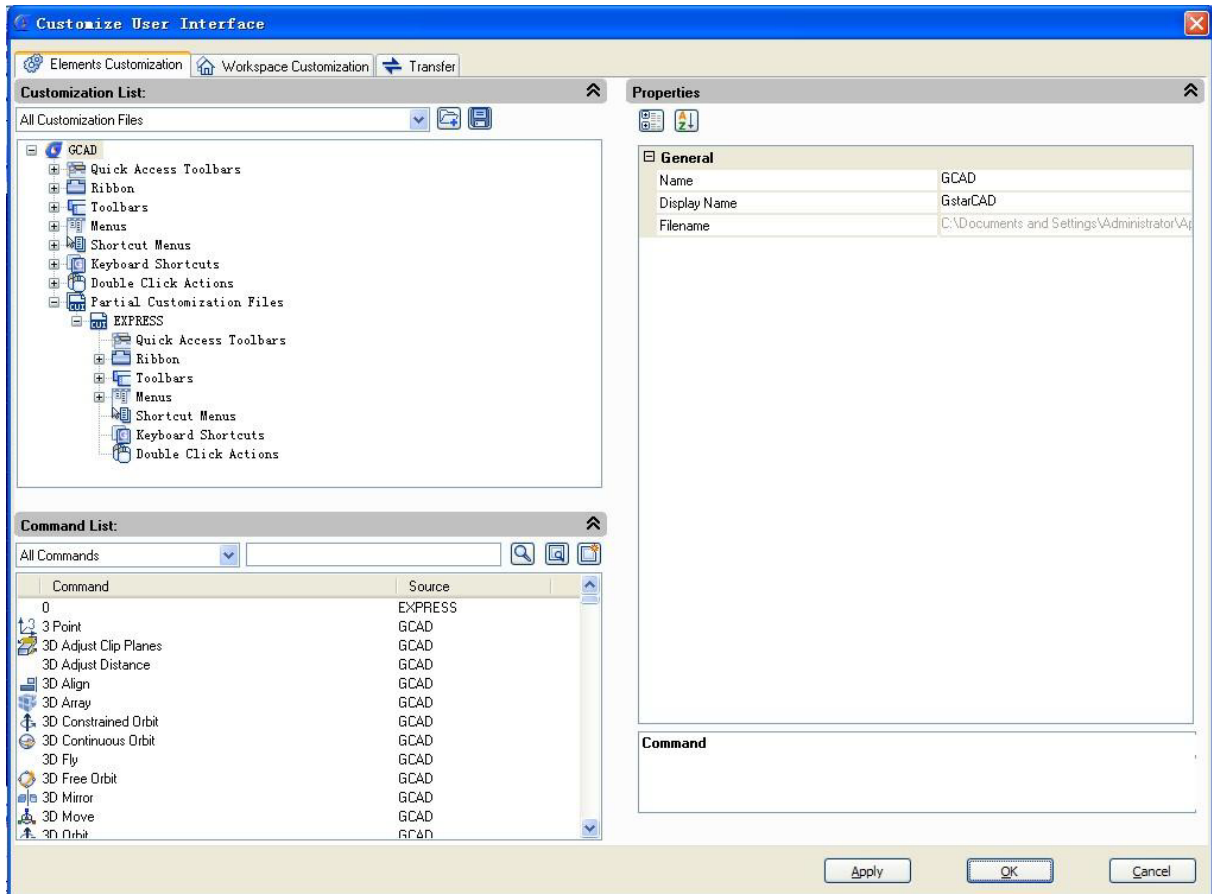 Customize User Interface
Elements Customization Workspace Customization Transfer
Customization List:
All Customization Files
GCAD
Quick Access Toolbars
Ribbon
Toolbars
Menus
Shortcut Menus
Keyboard Shortcuts
Double Click Actions
Partial Customization Files
CUI EXPRESS
Quick Access Toolbars
Ribbon
Toolbars
Menus
Shortcut Menus
Keyboard Shortcuts
Double Click Actions
Command List:
All Commands
Command Source
0 EXPRESS
3 Point GCAD
3D Adjust Clip Planes GCAD
3D Adjust Distance GCAD
3D Align GCAD
3D Array GCAD
3D Constrained Orbit GCAD
3D Continuous Orbit GCAD
3D Fly GCAD
3D Free Orbit GCAD
3D Mirror GCAD
3D Move GCAD
3D Orbit GCAD
Properties
General
Name GCAD
Display Name GstarCAD
Filename C:\Documents and Settings\Administrator\Ap
Command
Apply OK Cancel